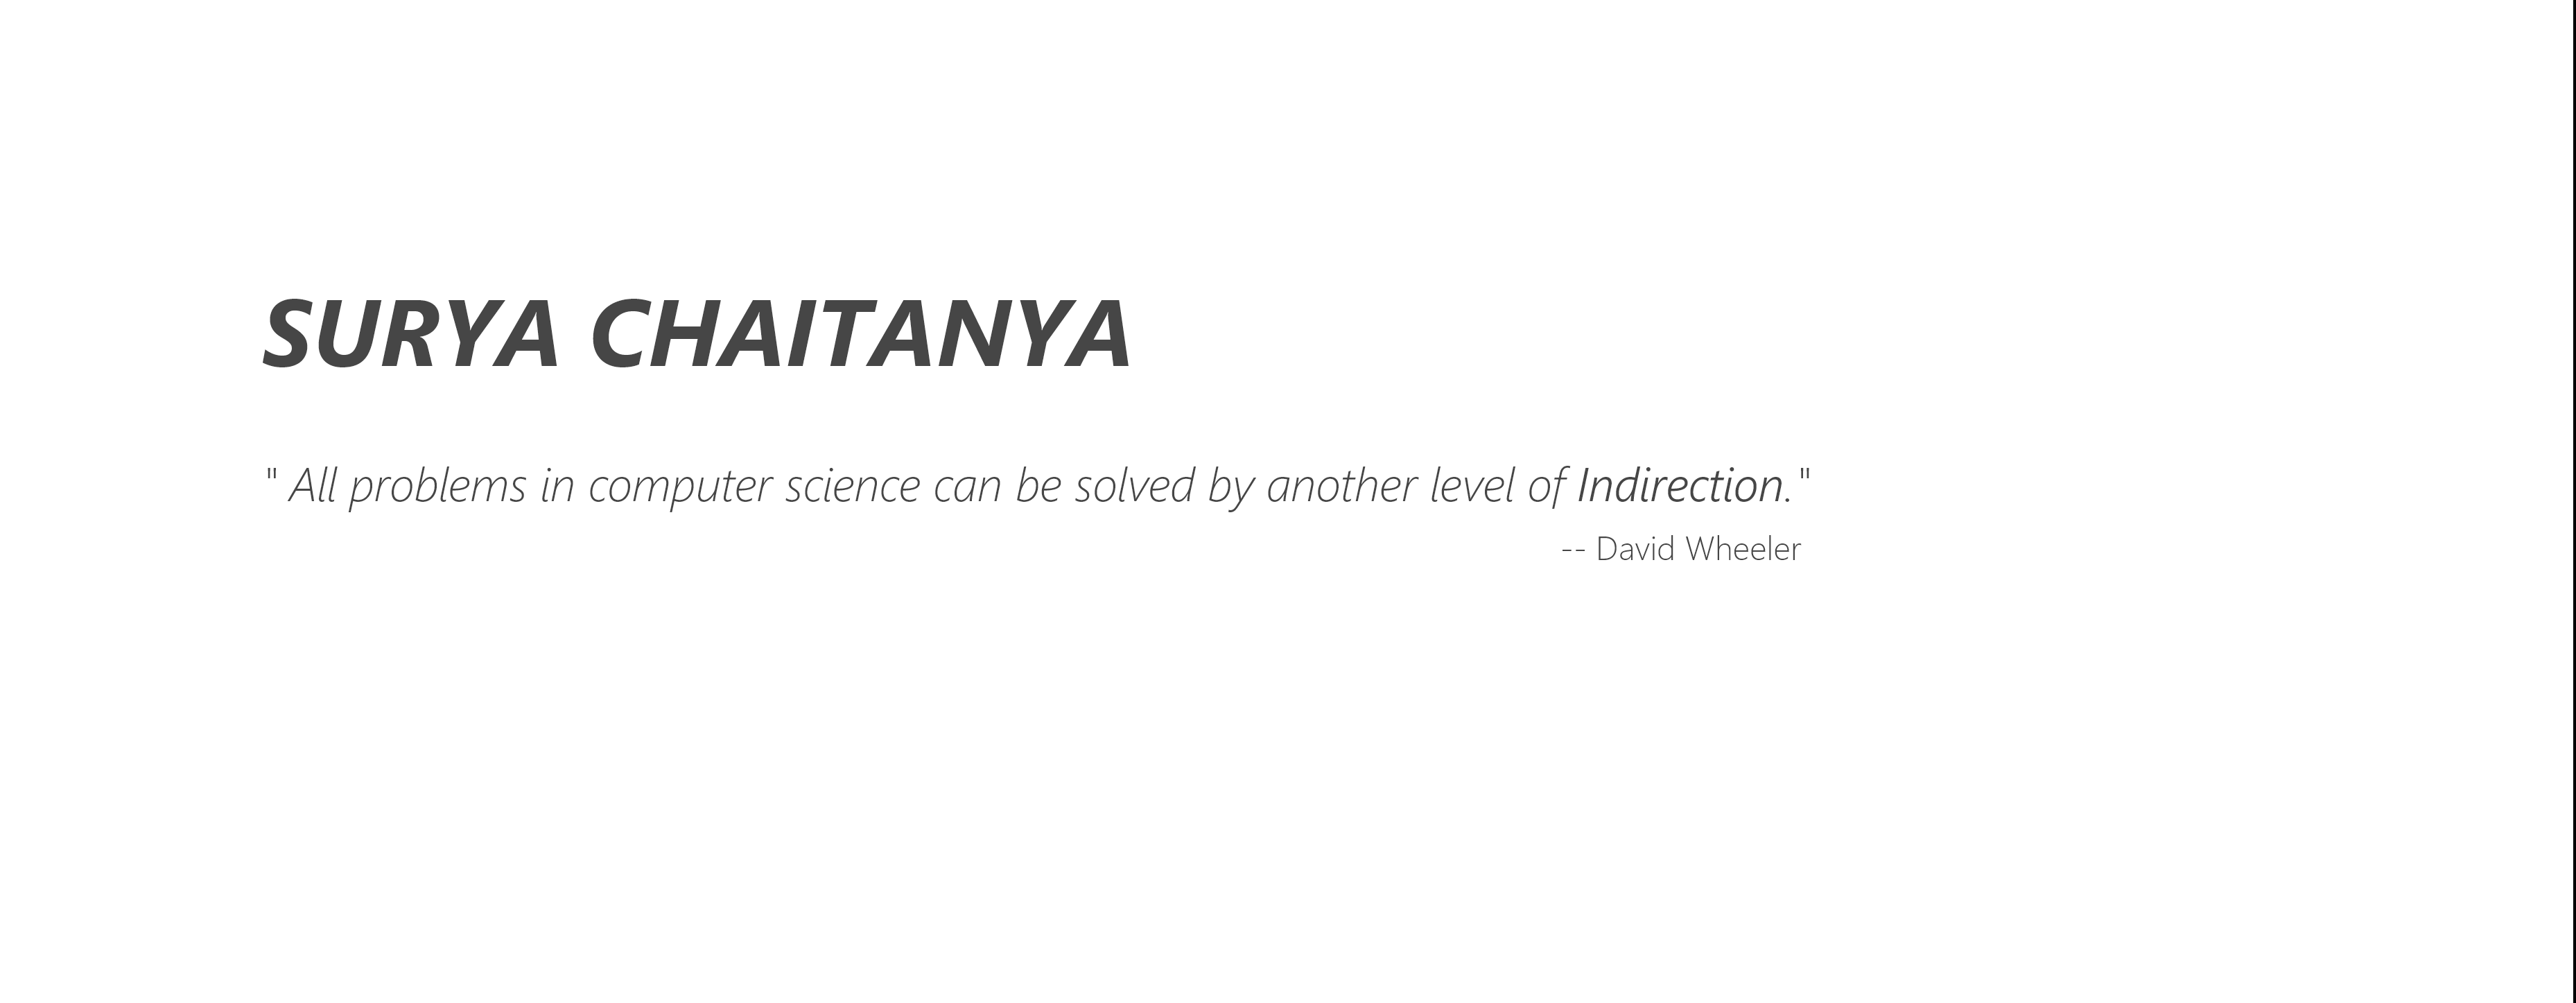 SURYA CHAITANYA
" All problems in computer science can be solved by another level of Indirection."
-- David Wheeler